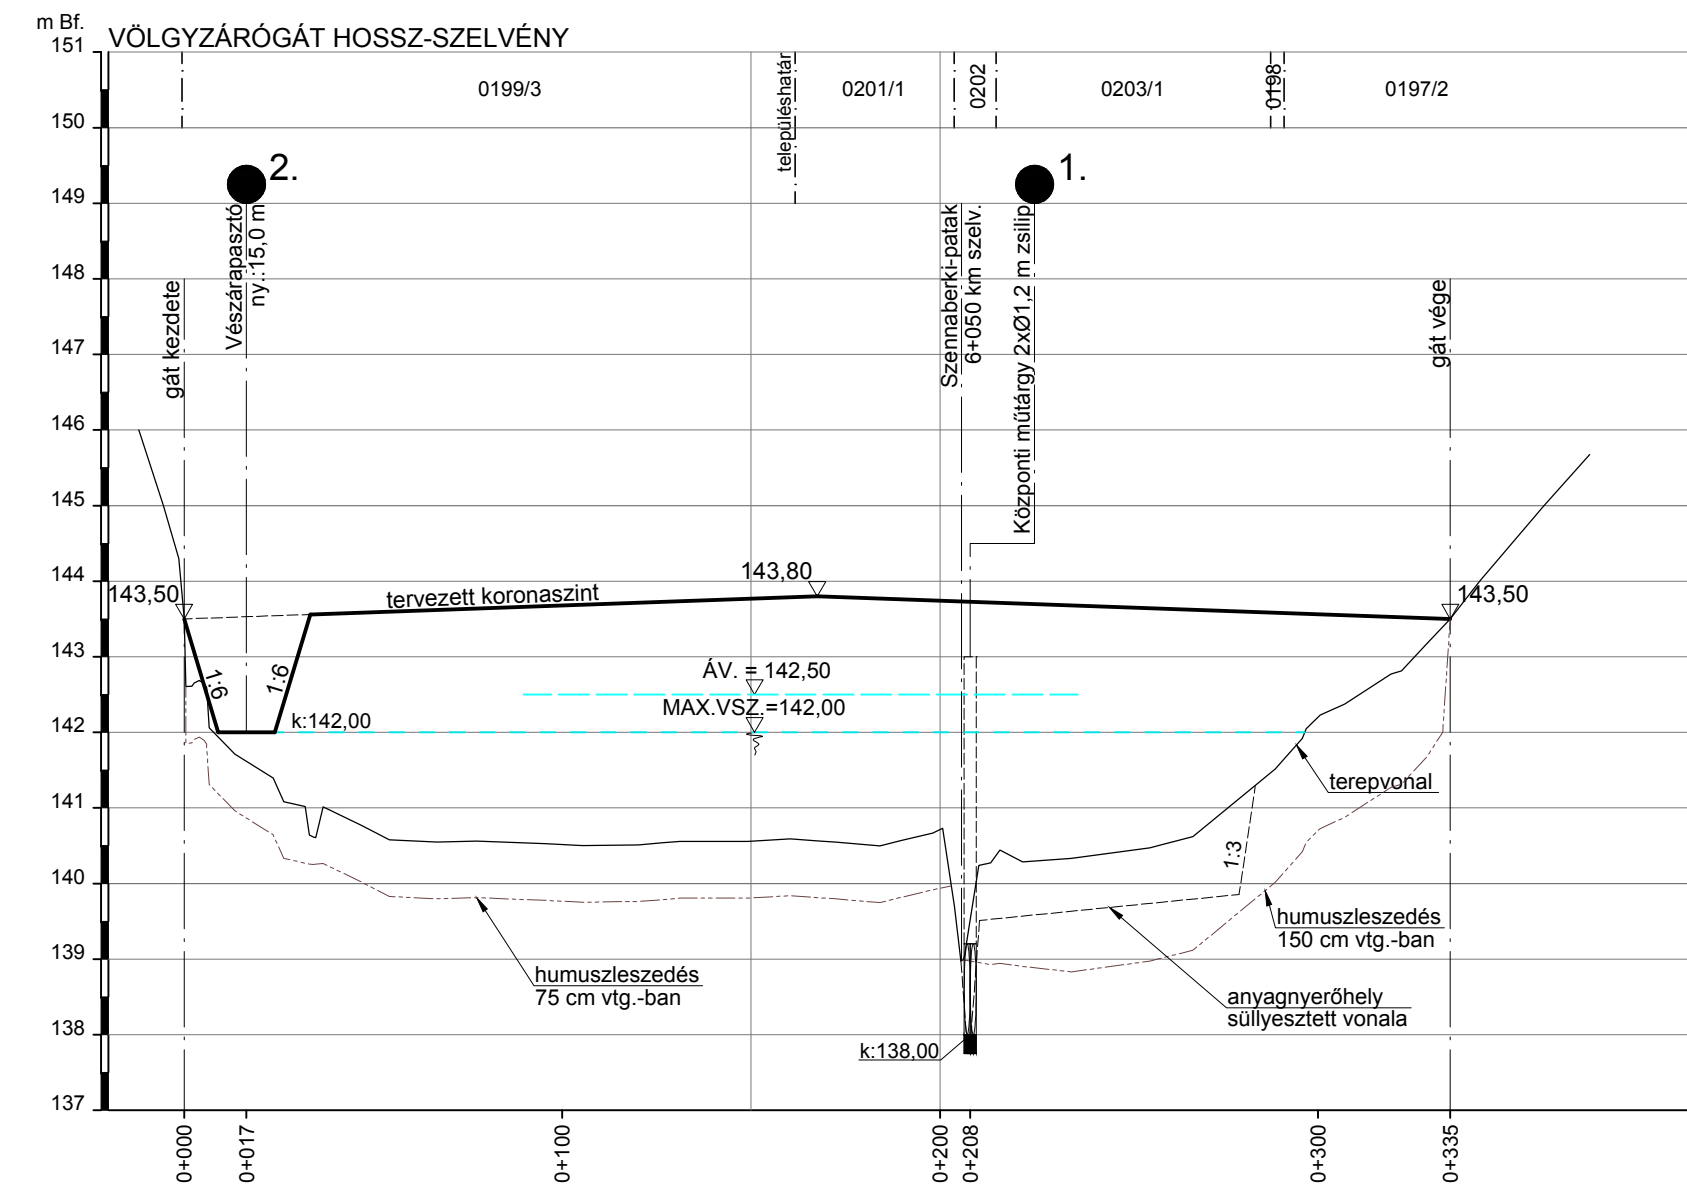 m Bf.
VÖLGYZÁRÓGÁT HOSSZ-SZELVÉNY
151
150
149
148
147
146
145
144
143
142
141
140
139
138
137
0199/3
településhatár
0201/1
0202
0203/1
0198
0197/2
2.
1.
gát kezdete
Vészárapasztó
ny.:15,0 m
Szennaberki-patak
6+050 km szelv.
Központi műtárgy 2xØ1,2 m zsilip
gát vége
143,50
tervezett koronaszint
143,80
143,50
1:6
1:6
k:142,00
ÁV. = 142,50
MAX.VSZ.=142,00
terepvonal
1:3
humuszleszedés
75 cm vtg.-ban
humuszleszedés
150 cm vtg.-ban
anyagnyerőhely
süllyesztett vonala
k:138,00
0+000
0+017
0+100
0+200
0+208
0+300
0+335